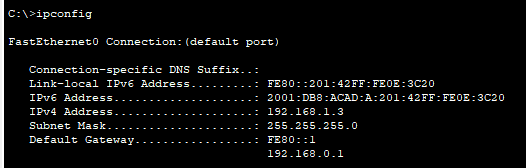 C:\>ipconfig
FastEthernet0 Connection:(default port)
Connection-specific DNS Suffix..:
Link-local IPv6 Address.........: FE80::201:42FF:FE0E:3C20
IPv6 Address....................: 2001:DB8:ACAD:A:201:42FF:FE0E:3C20
IPv4 Address....................: 192.168.1.3
Subnet Mask.....................: 255.255.255.0
Default Gateway.................: FE80::1
192.168.0.1